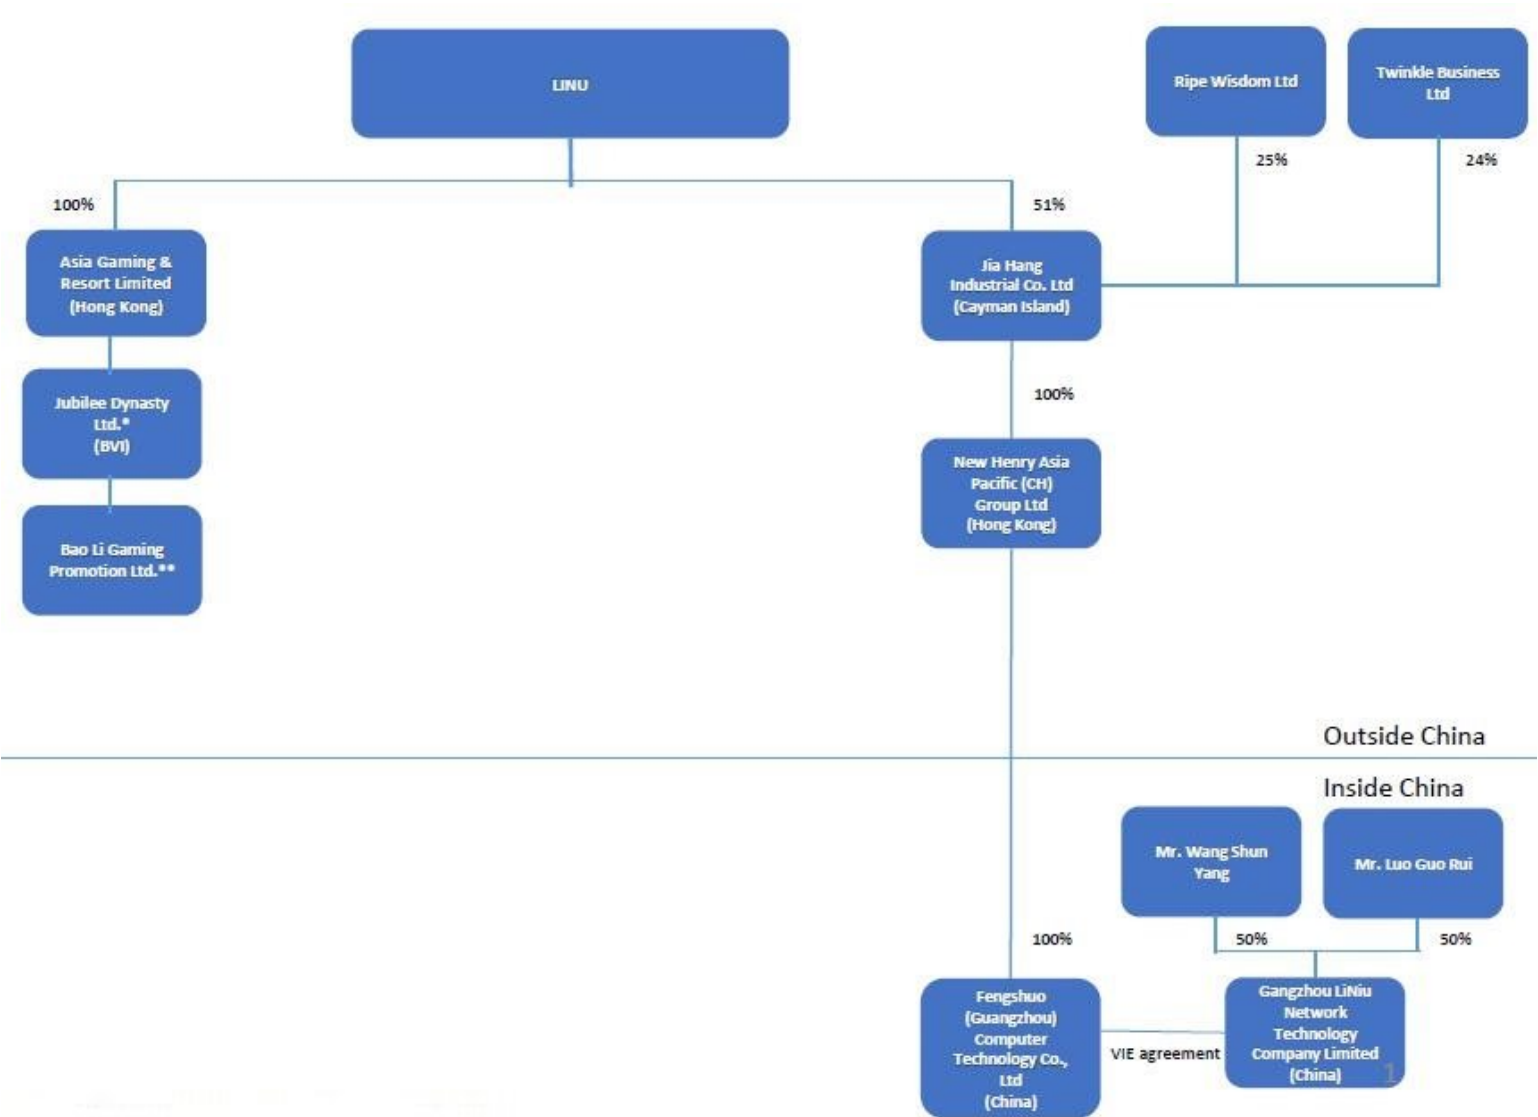 LINU
Ripe Wisdom Ltd
Twinkle Business
Ltd
25%
24%
100%
51%
Asia Gaming &
Resort Limited
(Hong Kong)
Jia Hang
Industrial Co. Ltd
(Cayman Island)
Jubilee Dynasty
Ltd.*
(BVI)
100%
New Henry Asia
Pacific (CH)
Group Ltd
(Hong Kong)
Bao Li Gaming
Promotion Ltd.**
Outside China
Inside China
Mr. Wang Shun
Yang
Mr. Luo Guo Rui
100%
50%
50%
Fengshuo
(Guangzhou)
Computer
Technology Co.,
Ltd
(China)
VIE agreement
Gangzhou LiNiu
Network
Technology
Company Limited
(China)
1